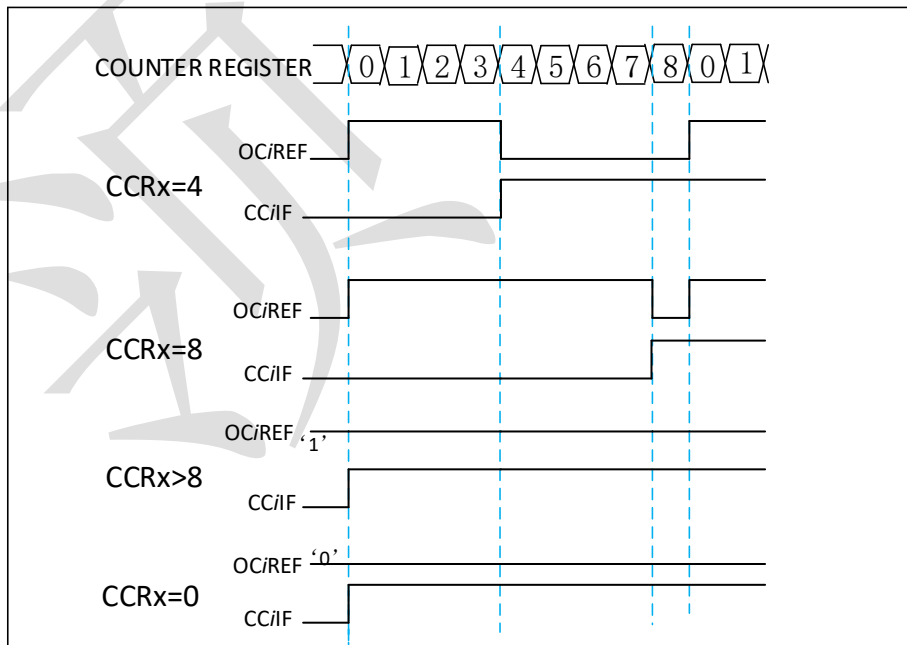 COUNTER REGISTER 0 1 2 3 4 5 6 7 8 0 1
OCiREF
CCRx=4
CCiIF
OCiREF
CCRx=8
CCiIF
OCiREF ‘1’
CCRx>8
CCiIF
OCiREF ‘0’
CCRx=0
CCiIF